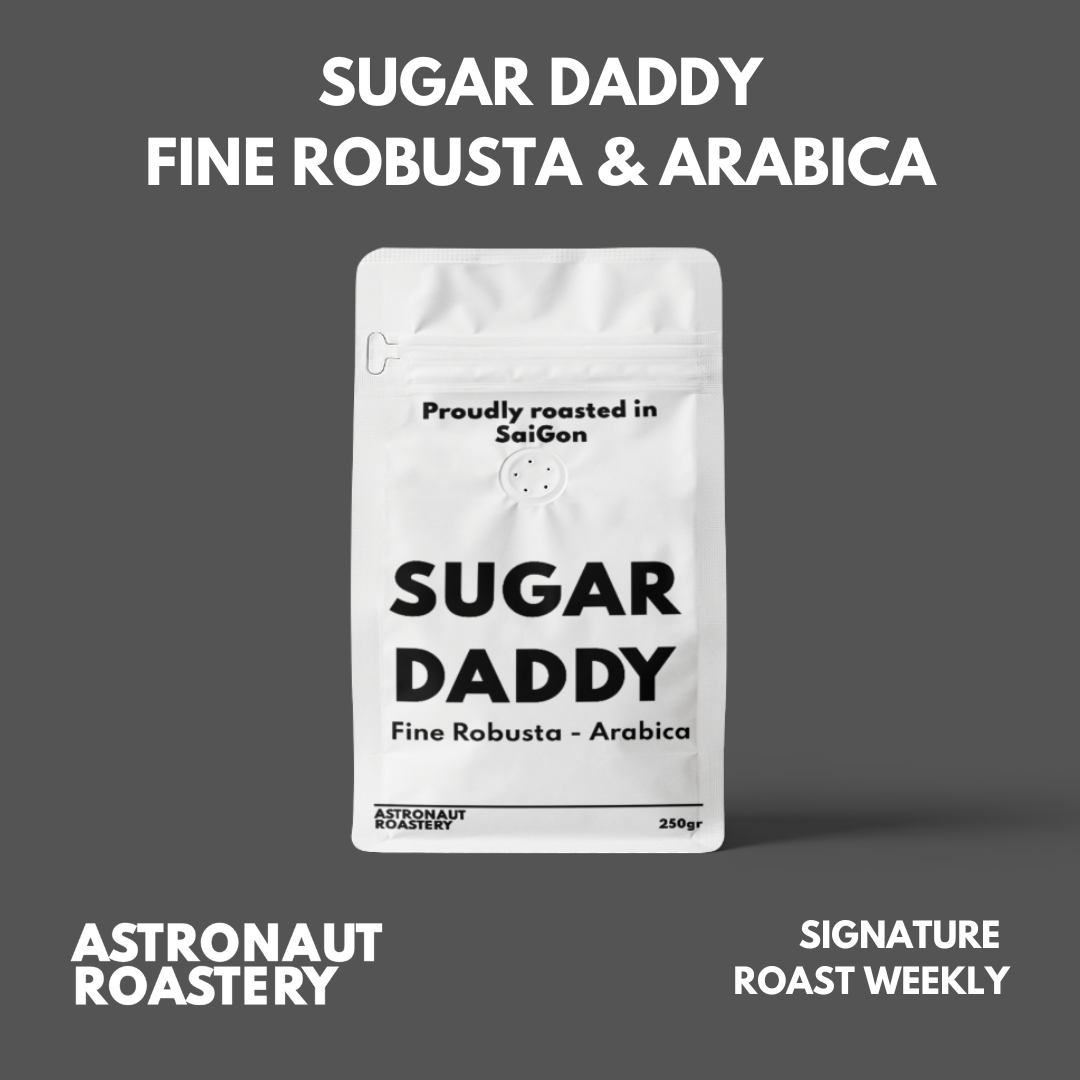 SUGAR DADDY
FINE ROBUSTA & ARABICA
Proudly roasted in
SaiGon
SUGAR
DADDY
Fine Robusta - Arabica
ASTRONAUT
ROASTERY
250gr
ASTRONAUT
ROASTERY
SIGNATURE
ROAST WEEKLY